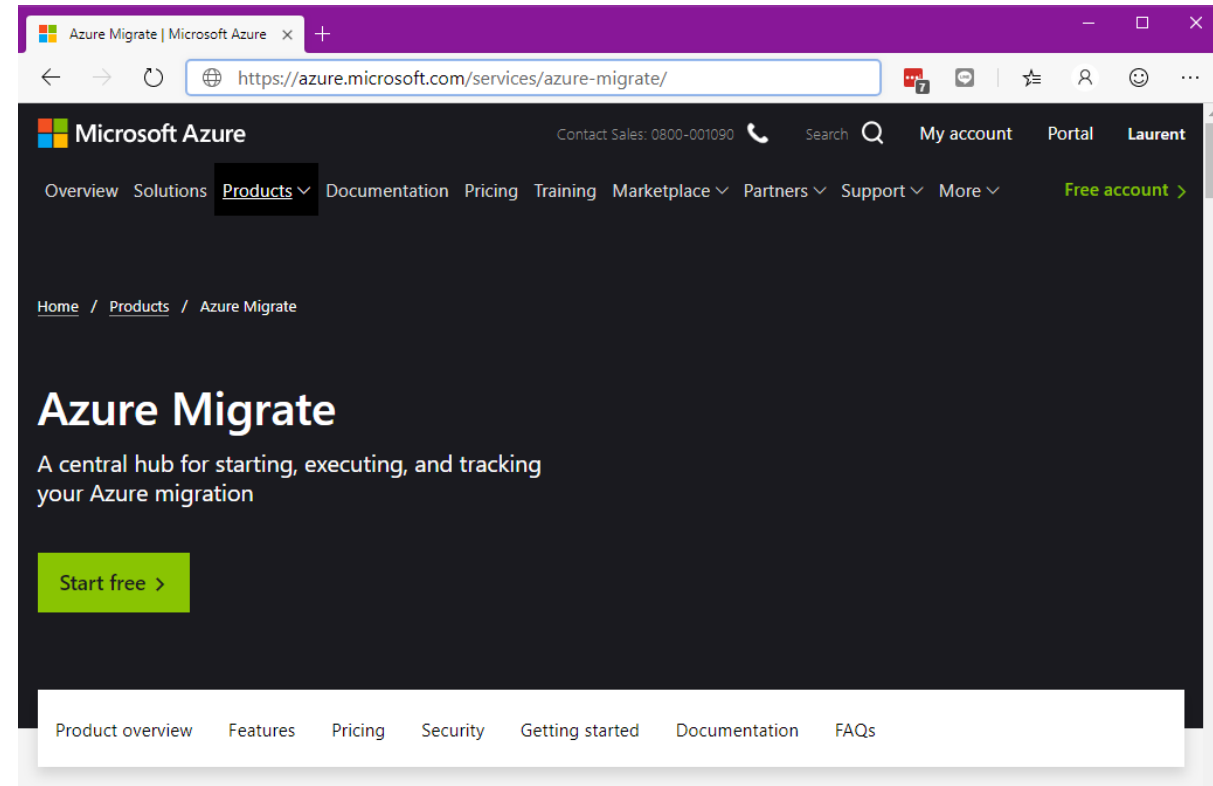 Azure Migrate | Microsoft Azure
https://azure.microsoft.com/services/azure-migrate/
7
Microsoft Azure Contact Sales: 0800-001090 Search My account Portal Laurent
Overview Solutions Products Documentation Pricing Training Marketplace Partners Support More Free account
Home / Products / Azure Migrate
Azure Migrate
A central hub for starting, executing, and tracking
your Azure migration
Start free
Product overview Features Pricing Security Getting started Documentation FAQs